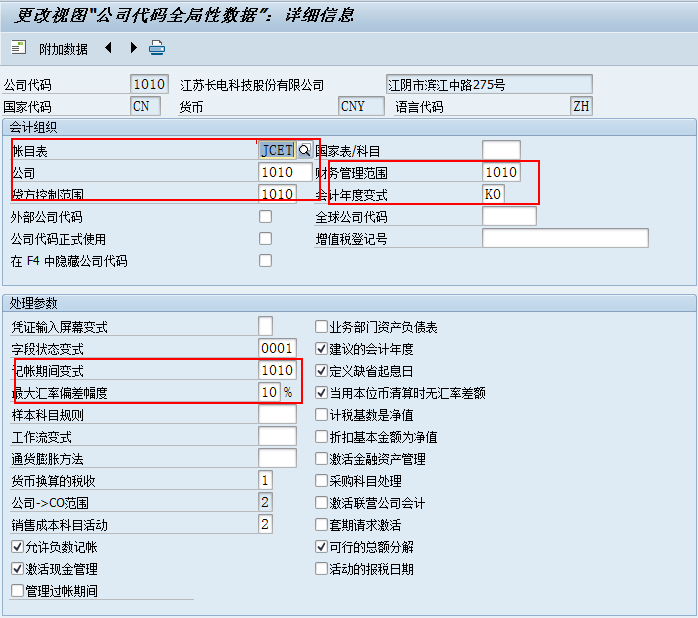 更改视图"公司代码全局性数据"：详细信息
附加数据
公司代码 1010 江苏长电科技股份有限公司 江阴市滨江中路275号
国家代码 CN 货币 CNY 语言代码 ZH
会计组织
帐目表 JCET 国家表/科目
公司 1010 财务管理范围 1010
贷方控制范围 1010 会计年度变式 K0
外部公司代码 全球公司代码
公司代码正式使用 增值税登记号
在 F4 中隐藏公司代码
处理参数
凭证输入屏幕变式 业务部门资产负债表
字段状态变式 0001 建议的会计年度
记帐期间变式 1010 定义缺省起息日
最大汇率偏差幅度 10 % 当用本位币清算时无汇率差额
样本科目规则 计税基数是净值
工作流变式 折扣基本金额为净值
通货膨胀方法 激活金融资产管理
货币换算的税收 1 采购科目处理
公司->CO范围 2 激活联营公司会计
销售成本科目活动 2 套期请求激活
允许负数记帐 可行的总额分解
激活现金管理 活动的报税日期
管理过帐期间